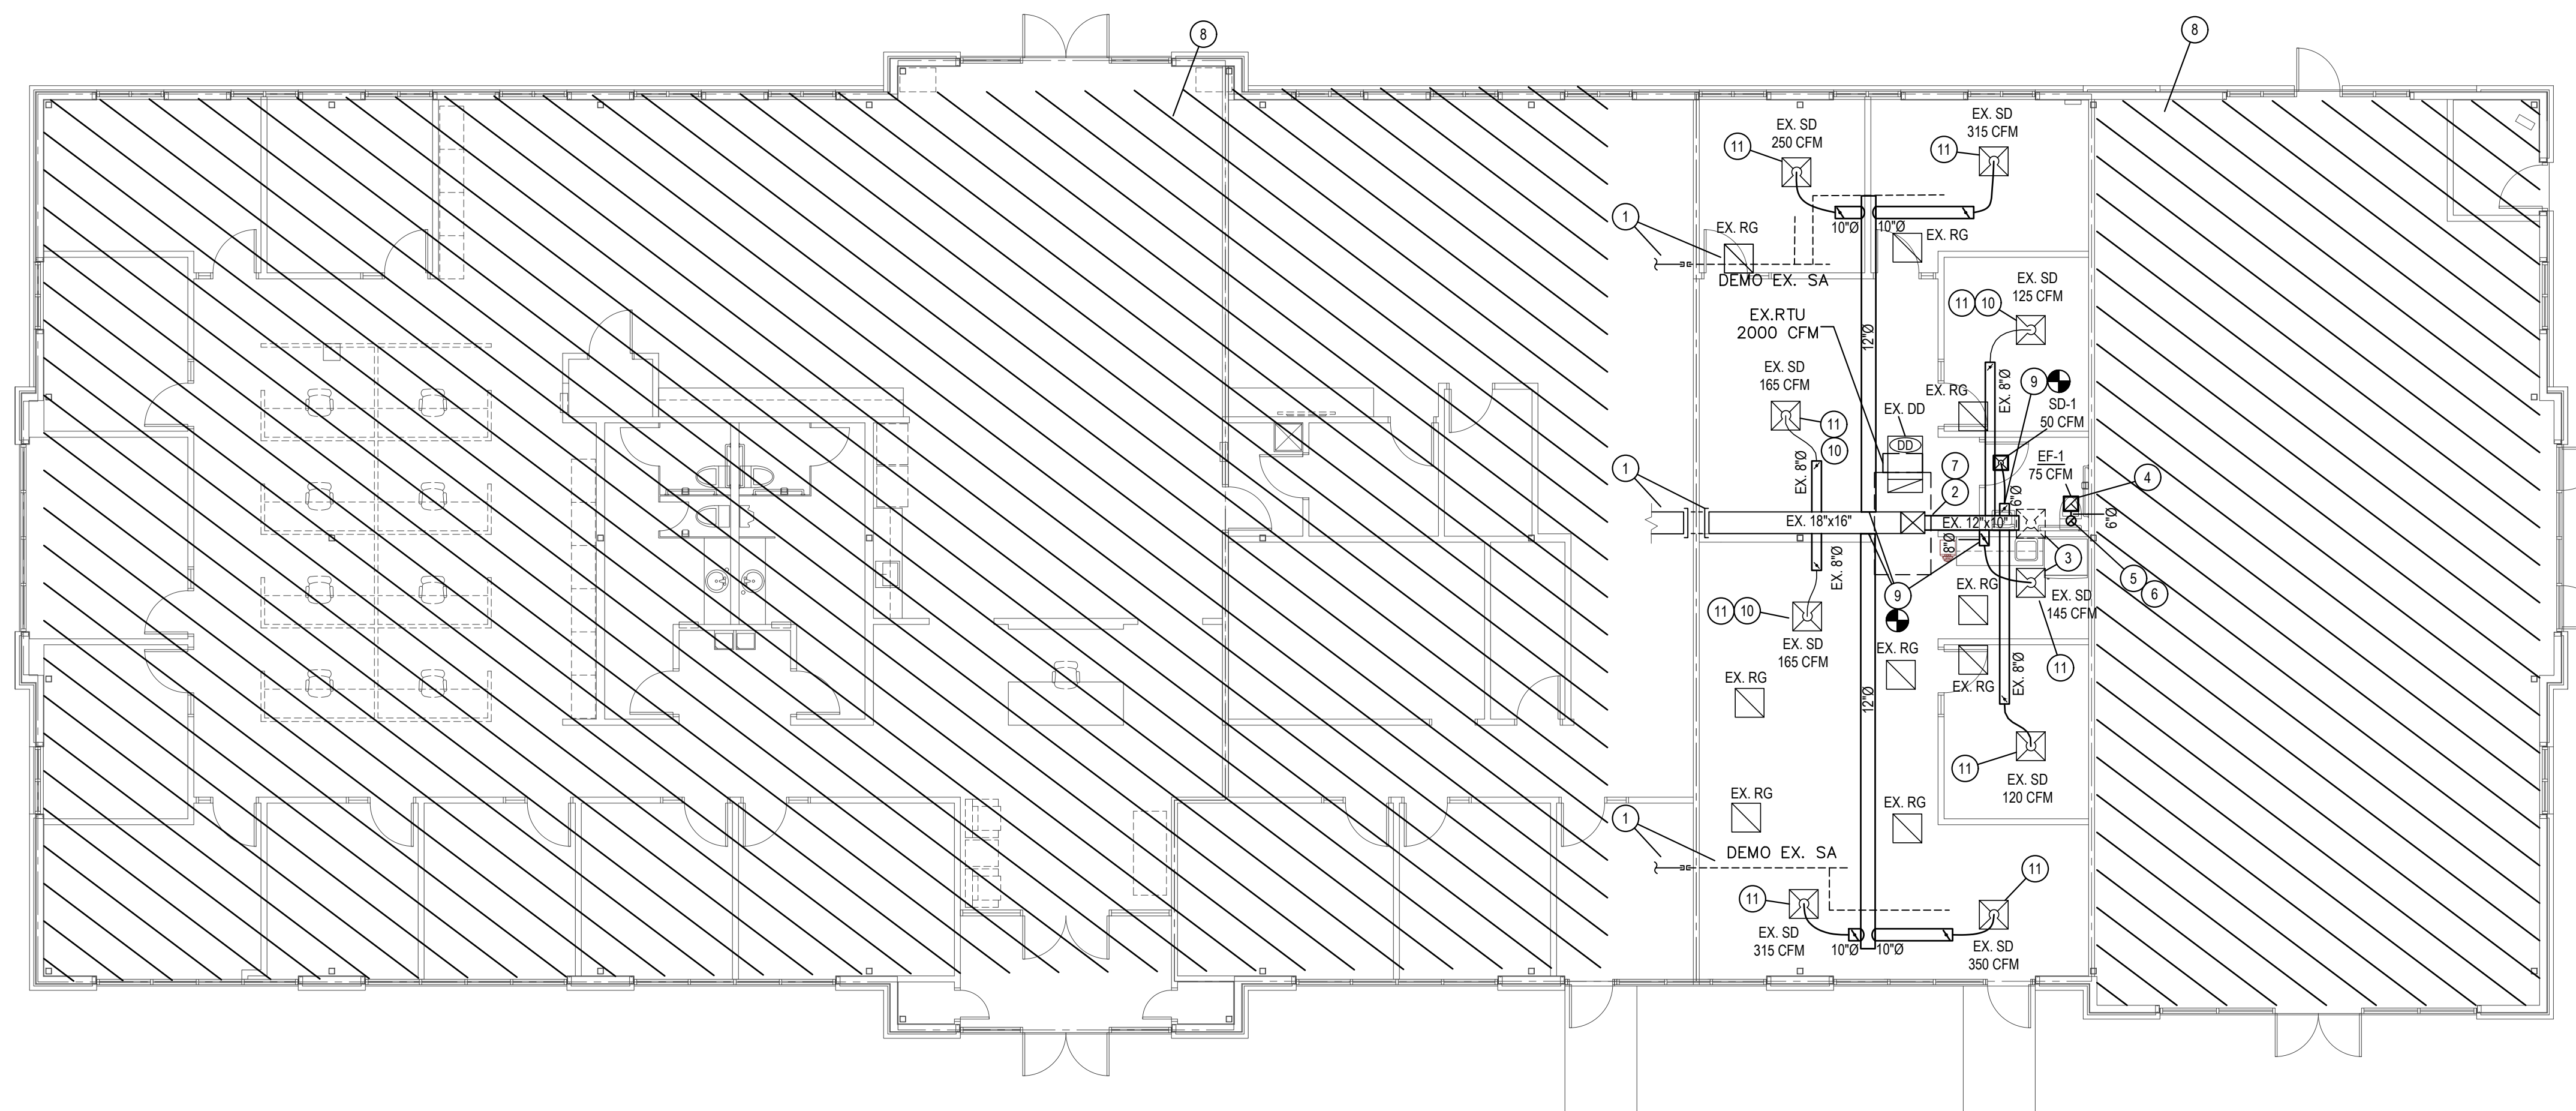 8
8
EX. SD
250 CFM
11
EX. SD
315 CFM
11
1
EX. RG
10"Ø
10"Ø
EX. RG
DEMO EX. SA
EX. SD
125 CFM
11
10
EX.RTU
2000 CFM
12"Ø
EX. SD
165 CFM
11
10
EX. 8"Ø
EX. RG
EX. 8"Ø
9
SD-1
50 CFM
EX. DD
DD
EF-1
75 CFM
4
1
7
2
6"Ø
6"Ø
EX. 18"x16"
EX. 12"x10"
8"Ø
3
5
6
EX. 8"Ø
9
EX. RG
EX. SD
145 CFM
11
11
10
EX. SD
165 CFM
EX. RG
EX. RG
EX. RG
EX. 8"Ø
12"Ø
11
EX. SD
120 CFM
EX. RG
EX. RG
1
DEMO EX. SA
11
11
EX. SD
315 CFM
10"Ø
10"Ø
EX. SD
350 CFM